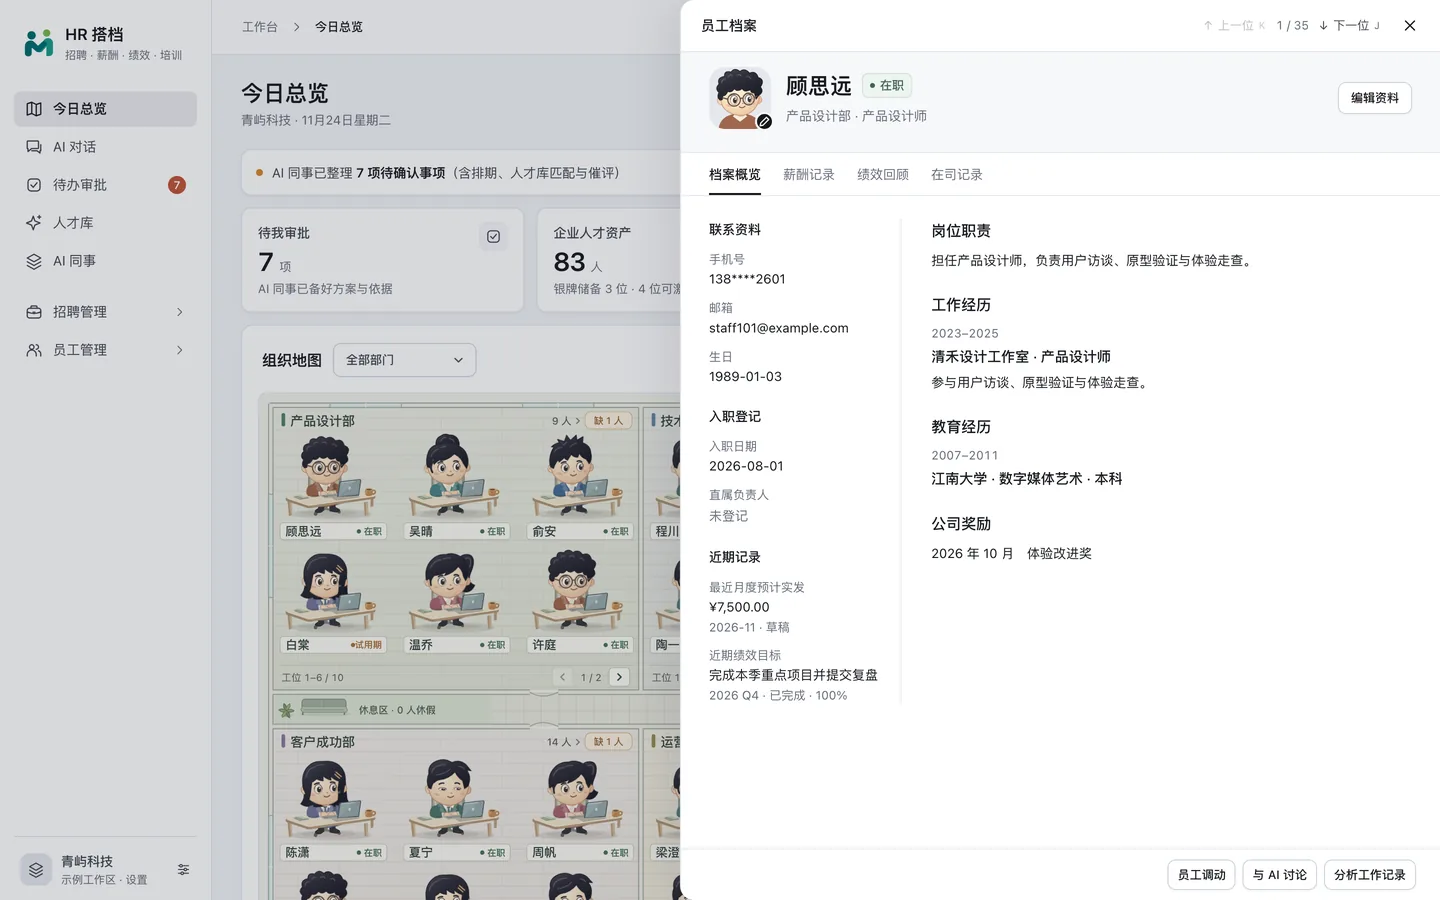 HR 搭档
招聘 · 薪酬 · 绩效 · 培训
今日总览
AI 对话
待办审批
7
人才库
AI 同事
招聘管理
员工管理
青屿科技
示例工作区 · 设置
工作台
今日总览
今日总览
青屿科技 · 11月24日星期二
AI 同事已整理 7 项待确认事项（含排期、人才库匹配与催评）
待我审批
7 项
AI 同事已备好方案与依据
企业人才资产
83 人
银牌储备 3 位 · 4 位可
组织地图
全部部门
产品设计部
9 人
缺 1 人
技术
顾思远
在职
吴晴
在职
俞安
在职
程川
白棠
试用期
温乔
在职
许庭
在职
陶一
工位 1–6 / 10
1 / 2
工位 1
休息区 · 0 人休假
客户成功部
14 人
缺 1 人
运营
陈潇
在职
夏宁
在职
周帆
在职
梁澄
员工档案
上一位 K
1 / 35
下一位 J
顾思远
在职
产品设计部 · 产品设计师
编辑资料
档案概览
薪酬记录
绩效回顾
在司记录
联系资料
手机号
138****2601
邮箱
staff101@example.com
生日
1989-01-03
入职登记
入职日期
2026-08-01
直属负责人
未登记
近期记录
最近月度预计实发
¥7,500.00
2026-11 · 草稿
近期绩效目标
完成本季重点项目并提交复盘
2026 Q4 · 已完成 · 100%
岗位职责
担任产品设计师，负责用户访谈、原型验证与体验走查。
工作经历
2023–2025
清禾设计工作室 · 产品设计师
参与用户访谈、原型验证与体验走查。
教育经历
2007–2011
江南大学 · 数字媒体艺术 · 本科
公司奖励
2026 年 10 月 体验改进奖
员工调动
与 AI 讨论
分析工作记录